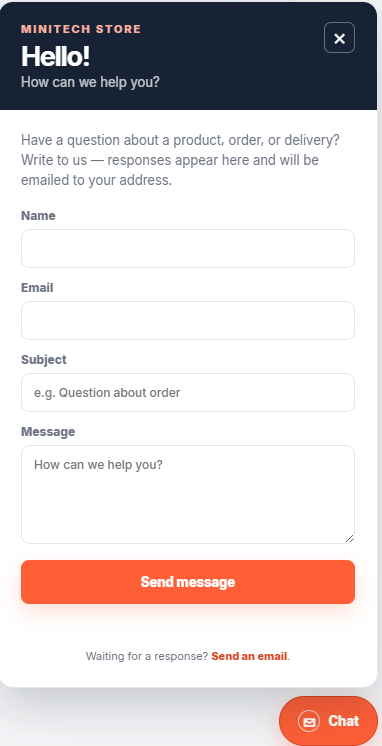 MINITECH STORE
Hello!
How can we help you?
Have a question about a product, order, or delivery?
Write to us — responses appear here and will be
emailed to your address.
Name
Email
Subject
e.g. Question about order
Message
How can we help you?
Send message
Waiting for a response? Send an email.
Chat